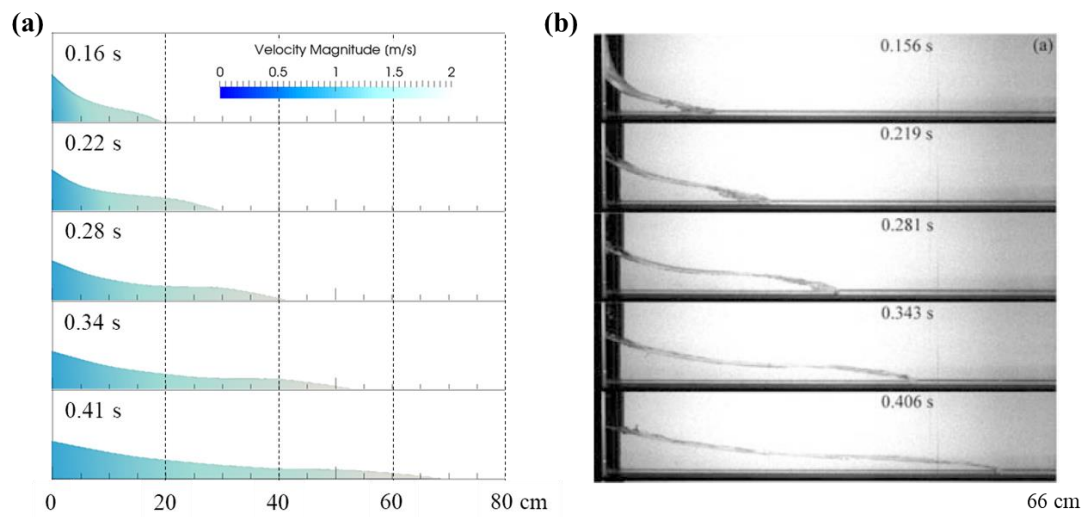 (a)
0.16 s
Velocity Magnitude [m/s]
0 0.5 1 1.5 2
0.22 s
0.28 s
0.34 s
0.41 s
0 20 40 60 80 cm
(b)
0.156 s
(a)
0.219 s
0.281 s
0.343 s
0.406 s
66 cm